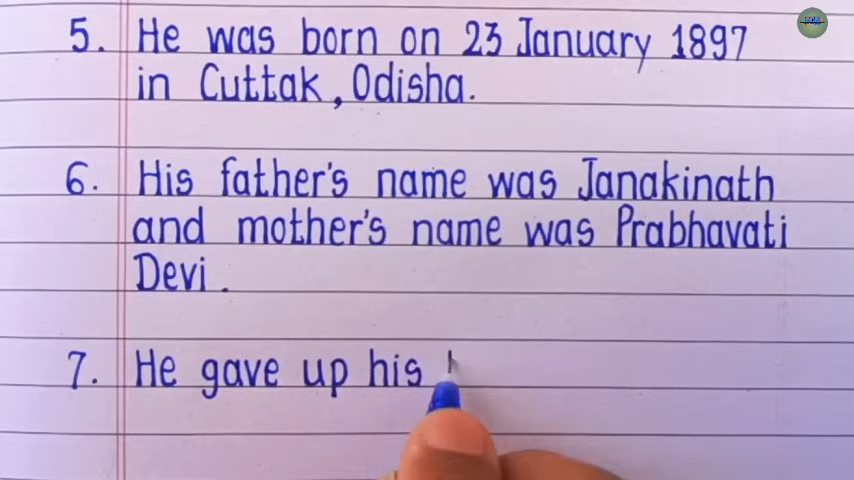 5. He was born on 23 January 1897
in Cuttak, Odisha.
6. His father's name was Janakinath
and mother's name was Prabhavati
Devi.
7. He gave up his